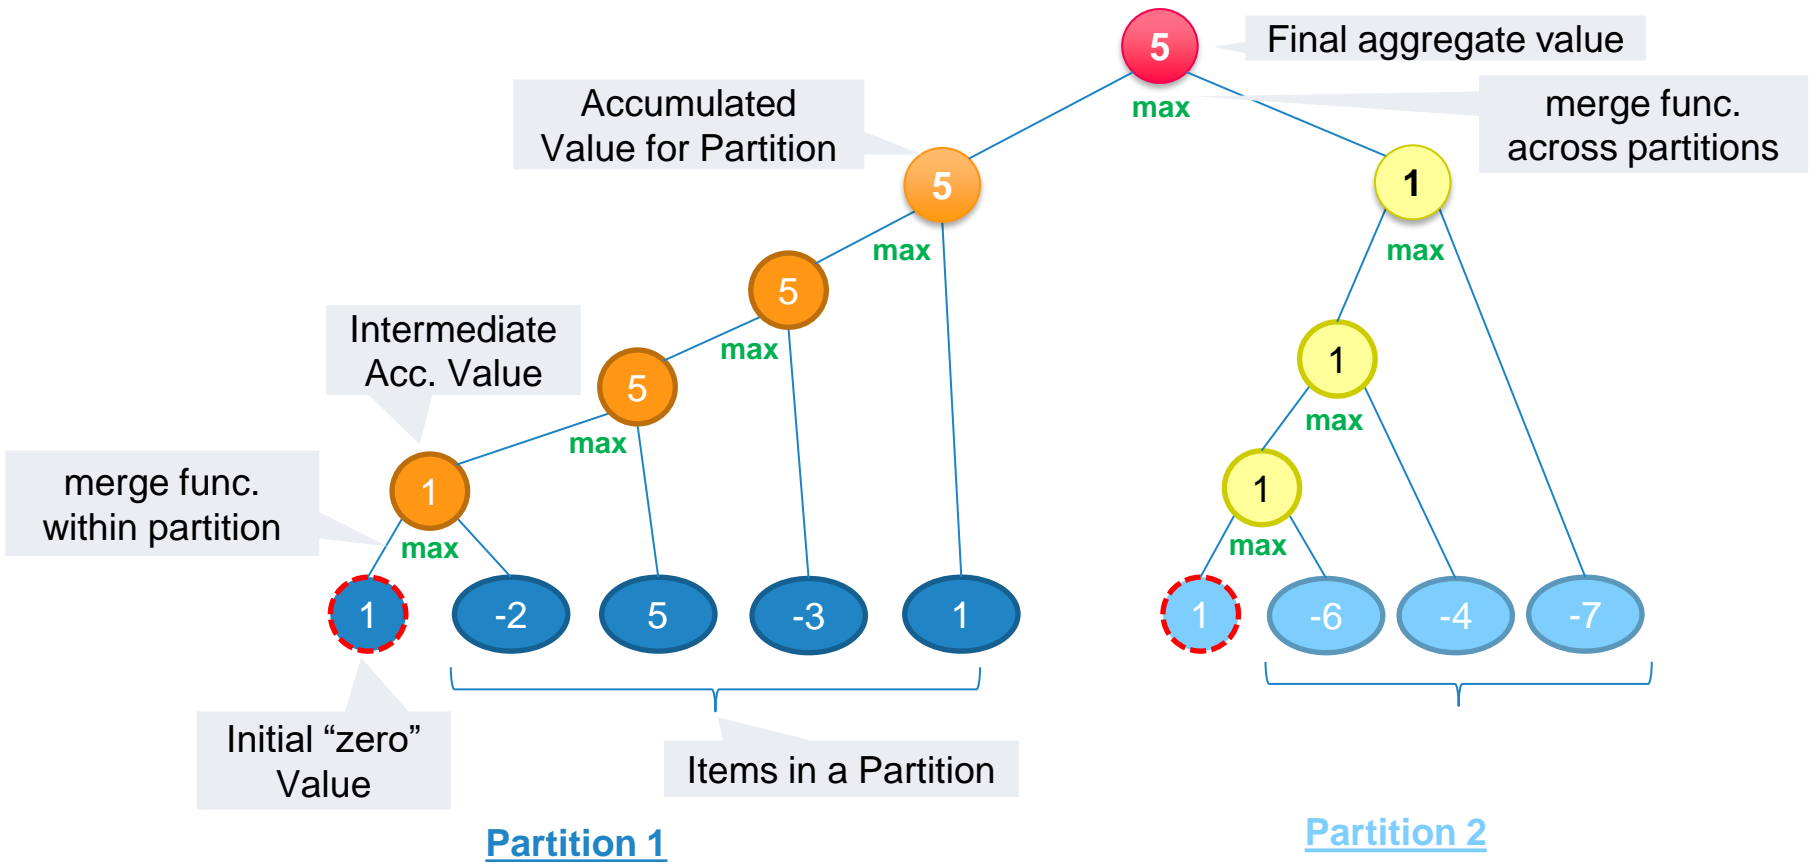 5
Final aggregate value
max
merge func.
across partitions
Accumulated
Value for Partition
5
max
1
max
5
max
Intermediate
Acc. Value
5
max
1
max
merge func.
within partition
1
max
1
max
1
-2
5
-3
1
1
-6
-4
-7
Initial “zero”
Value
Items in a Partition
Partition 1
Partition 2